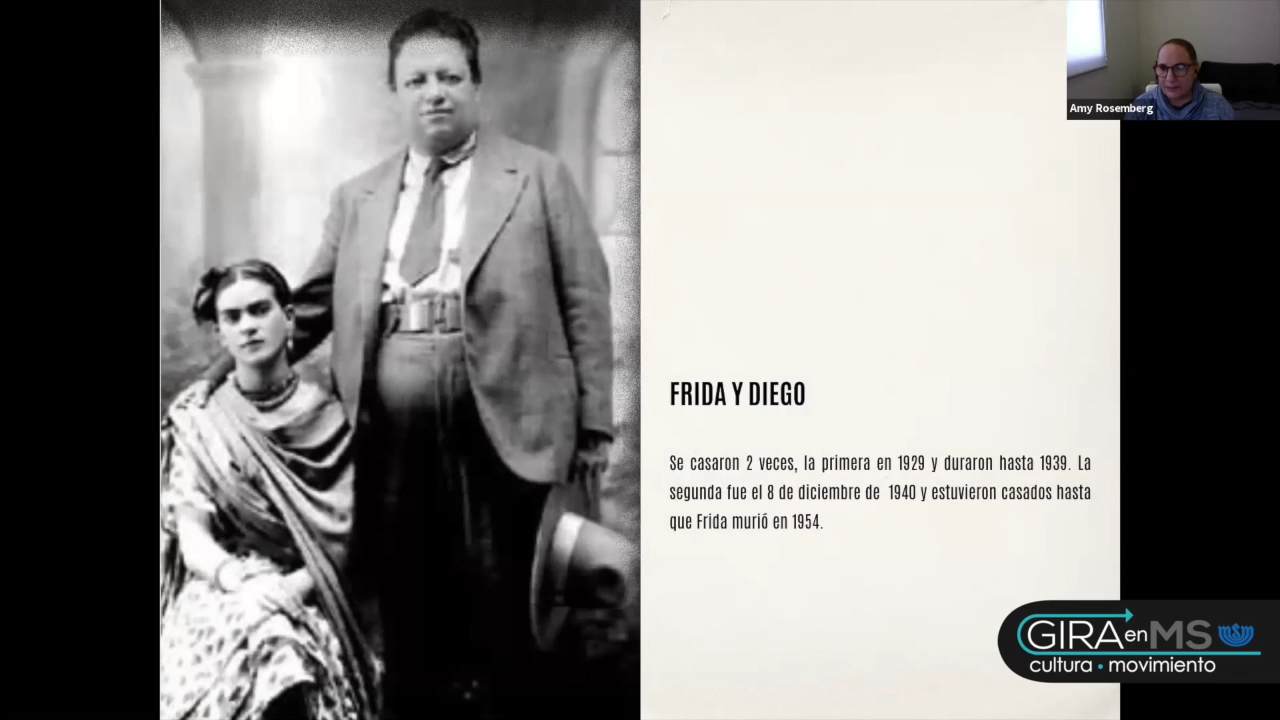 Amy Rosemberg
FRIDA Y DIEGO
Se casaron 2 veces, la primera en 1929 y duraron hasta 1939. La
segunda fue el 8 de diciembre de 1940 y estuvieron casados hasta
que Frida murió en 1954.
GIRA en MS
cultura • movimiento